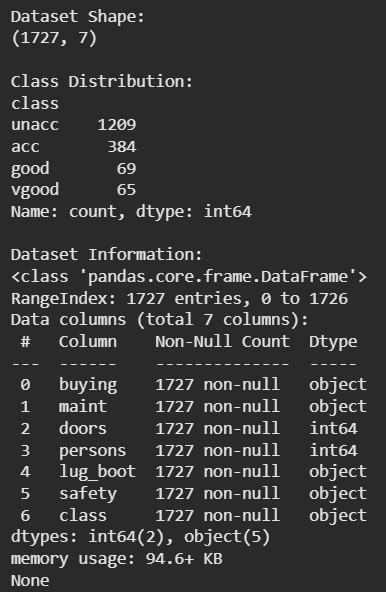 Dataset Shape:
(1727, 7)

Class Distribution:
class
unacc    1209
acc       384
good       69
vgood      65
Name: count, dtype: int64

Dataset Information:
<class 'pandas.core.frame.DataFrame'>
RangeIndex: 1727 entries, 0 to 1726
Data columns (total 7 columns):
 #   Column    Non-Null Count  Dtype
---  ------    --------------  -----
 0   buying    1727 non-null   object
 1   maint     1727 non-null   object
 2   doors     1727 non-null   int64
 3   persons   1727 non-null   int64
 4   lug_boot  1727 non-null   object
 5   safety    1727 non-null   object
 6   class     1727 non-null   object
dtypes: int64(2), object(5)
memory usage: 94.6+ KB
None